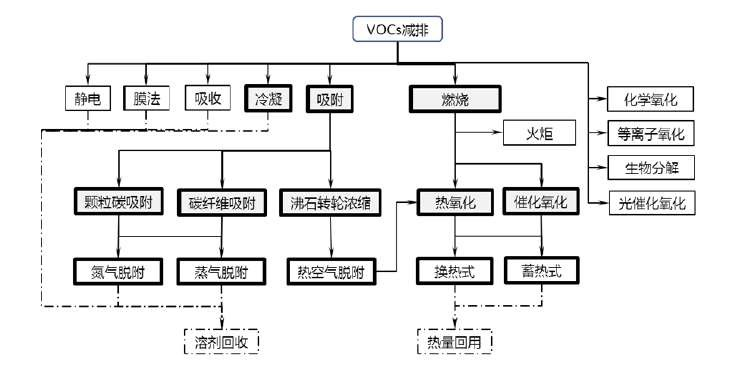 VOCs减排
静电
膜法
吸收
冷凝
吸附
燃烧
化学氧化
火炬
等离子氧化
生物分解
颗粒碳吸附
碳纤维吸附
沸石转轮浓缩
热氧化
催化氧化
光催化氧化
氮气脱附
蒸气脱附
热空气脱附
换热式
蓄热式
溶剂回收
热量回用